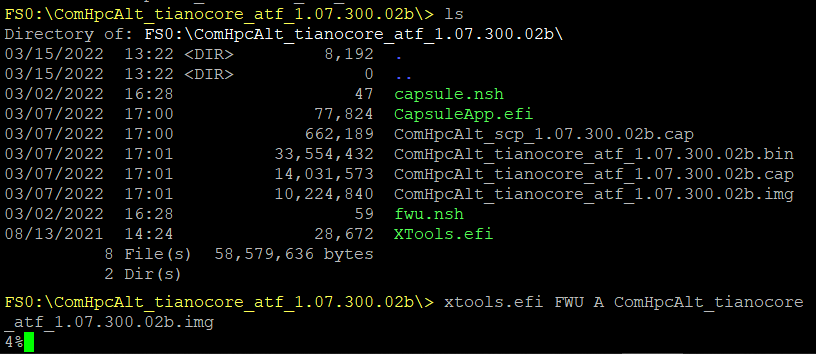 FS0:\ComHpcAlt_tianocore_atf_1.07.300.02b\> ls
Directory of: FS0:\ComHpcAlt_tianocore_atf_1.07.300.02b\
03/15/2022  13:22 <DIR>         8,192  .
03/15/2022  13:22 <DIR>             0  ..
03/02/2022  16:28                  47  capsule.nsh
03/07/2022  17:00              77,824  CapsuleApp.efi
03/07/2022  17:00             662,189  ComHpcAlt_scp_1.07.300.02b.cap
03/07/2022  17:01          33,554,432  ComHpcAlt_tianocore_atf_1.07.300.02b.bin
03/07/2022  17:01          14,031,573  ComHpcAlt_tianocore_atf_1.07.300.02b.cap
03/07/2022  17:01          10,224,840  ComHpcAlt_tianocore_atf_1.07.300.02b.img
03/02/2022  16:28                  59  fwu.nsh
08/13/2021  14:24              28,672  XTools.efi
8 File(s)  58,579,636 bytes
2 Dir(s)
FS0:\ComHpcAlt_tianocore_atf_1.07.300.02b\> xtools.efi FWU A ComHpcAlt_tianocore
_atf_1.07.300.02b.img
4%